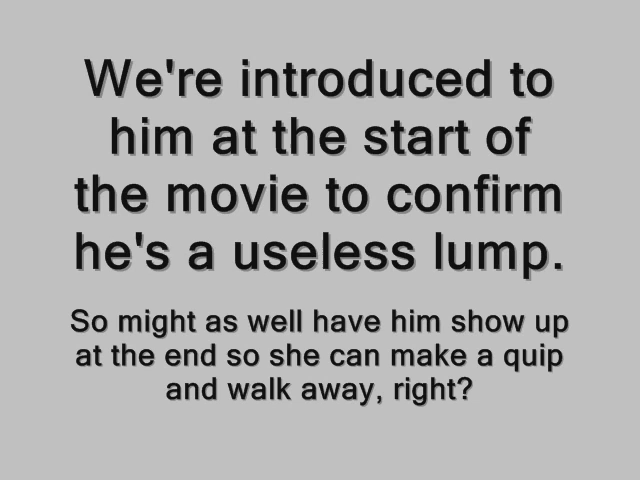 We're introduced to
him at the start of
the movie to confirm
he's a useless lump.
So might as well have him show up
at the end so she can make a quip
and walk away, right?